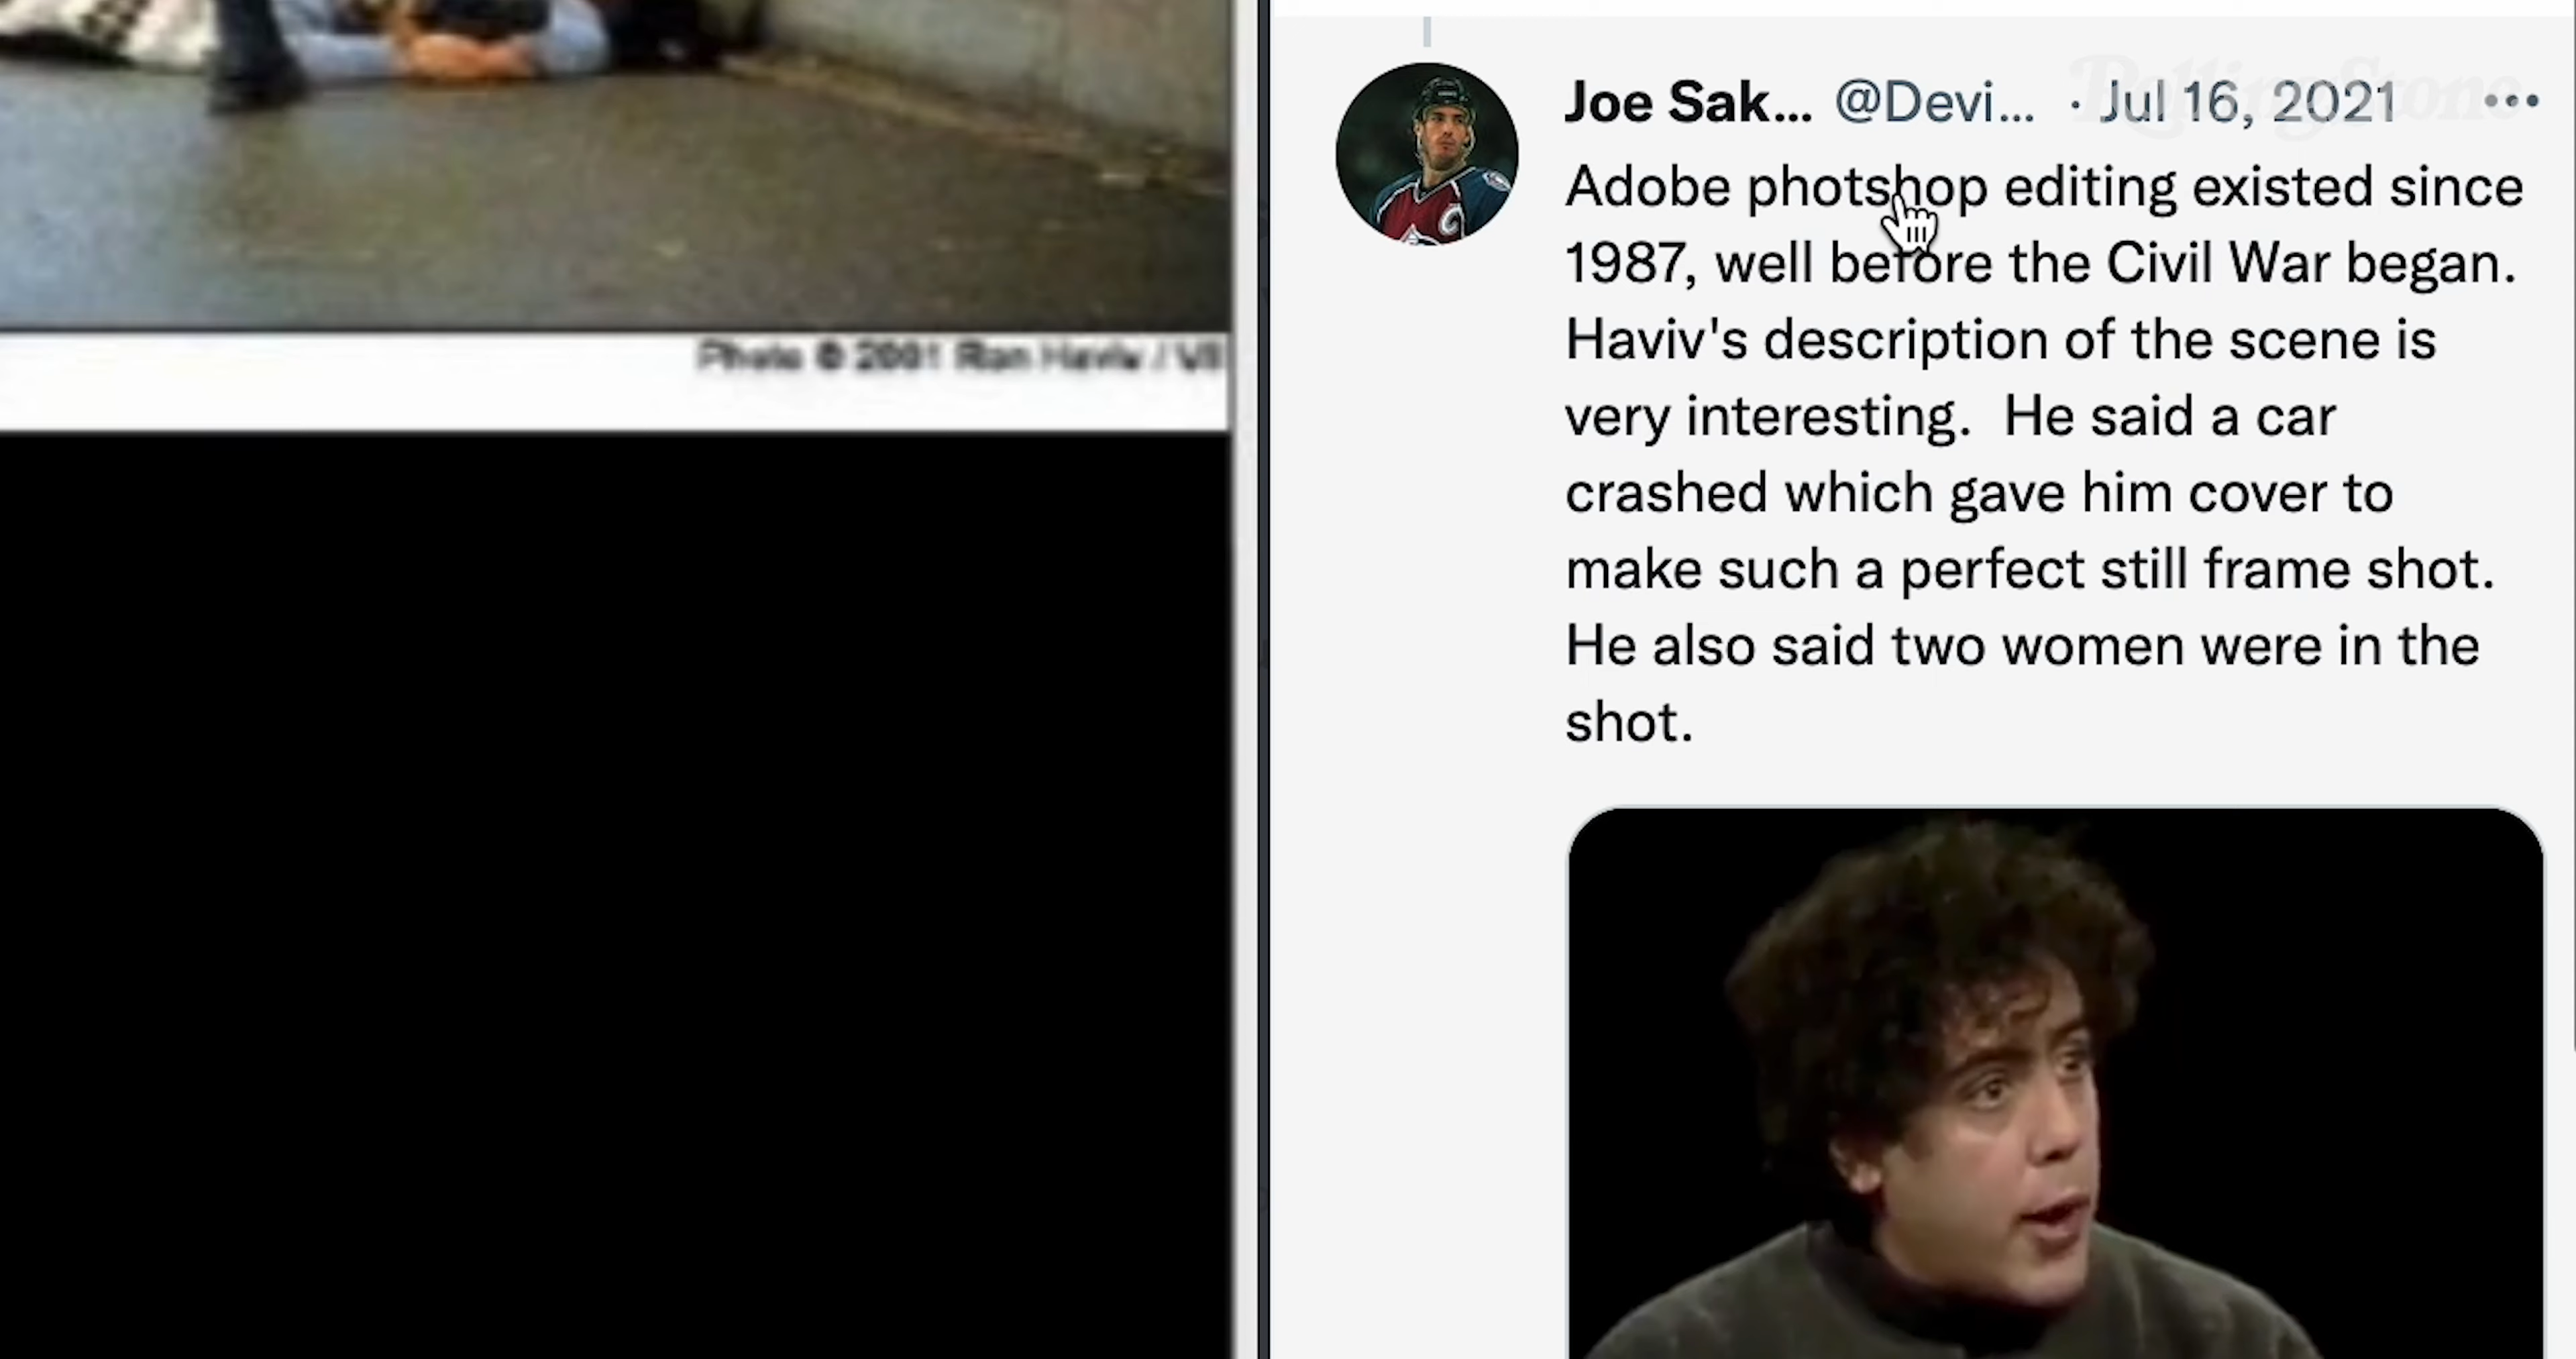 Photo © 2001 Ron Haviv / VII
RollingStone
Joe Sak... @Devi... · Jul 16, 2021 ...
Adobe photshop editing existed since
1987, well before the Civil War began.
Haviv's description of the scene is
very interesting.  He said a car
crashed which gave him cover to
make such a perfect still frame shot.
He also said two women were in the
shot.